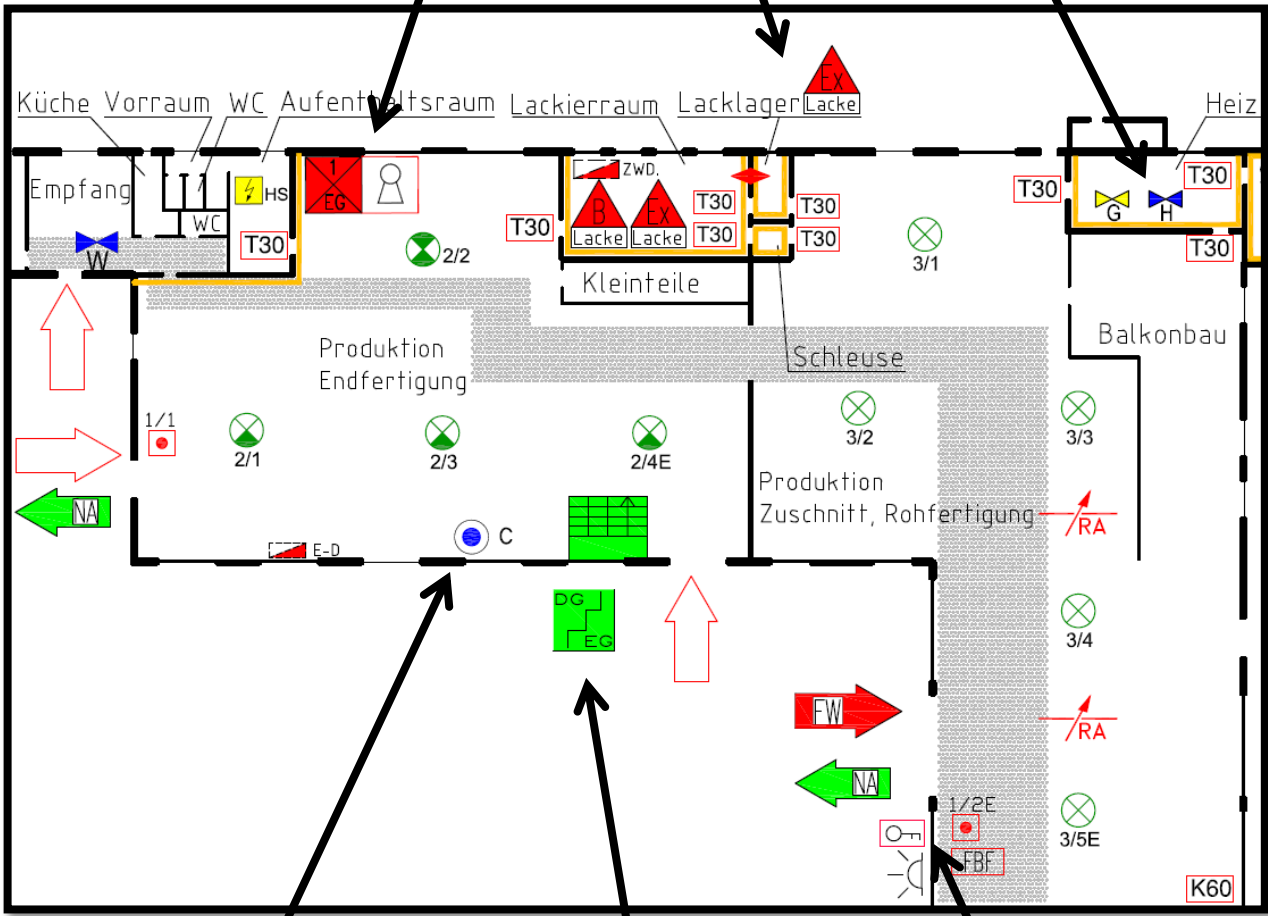 Ex
Lacke
Küche Vorraum WC Aufenthaltsraum Lackierraum Lacklager Heiz
1
EG
ZWD.
Empfang
HS
B
Lacke
Ex
Lacke
T30
T30
T30
T30
G
H
WC
T30
T30
T30
T30
T30
W
2/2
3/1
Kleinteile
Produktion
Endfertigung
Schleuse
Balkonbau
1/1
2/1
2/3
2/4E
3/2
3/3
Produktion
Zuschnitt, Rohfertigung
NA
RA
C
E-D
DG
EG
3/4
FW
RA
NA
1/2E
3/5E
FBF
K60